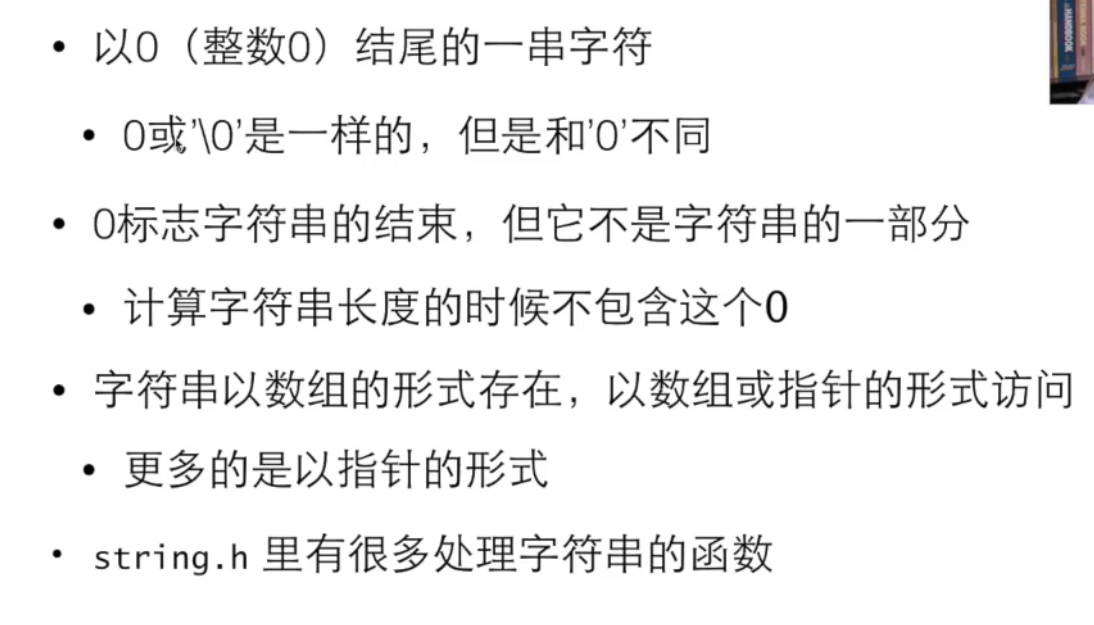 • 以0（整数0）结尾的一串字符
• 0或’\0’是一样的，但是和’0’不同
• 0标志字符串的结束，但它不是字符串的一部分
• 计算字符串长度的时候不包含这个0
• 字符串以数组的形式存在，以数组或指针的形式访问
• 更多的是以指针的形式
• string.h 里有很多处理字符串的函数
HANDBOOK